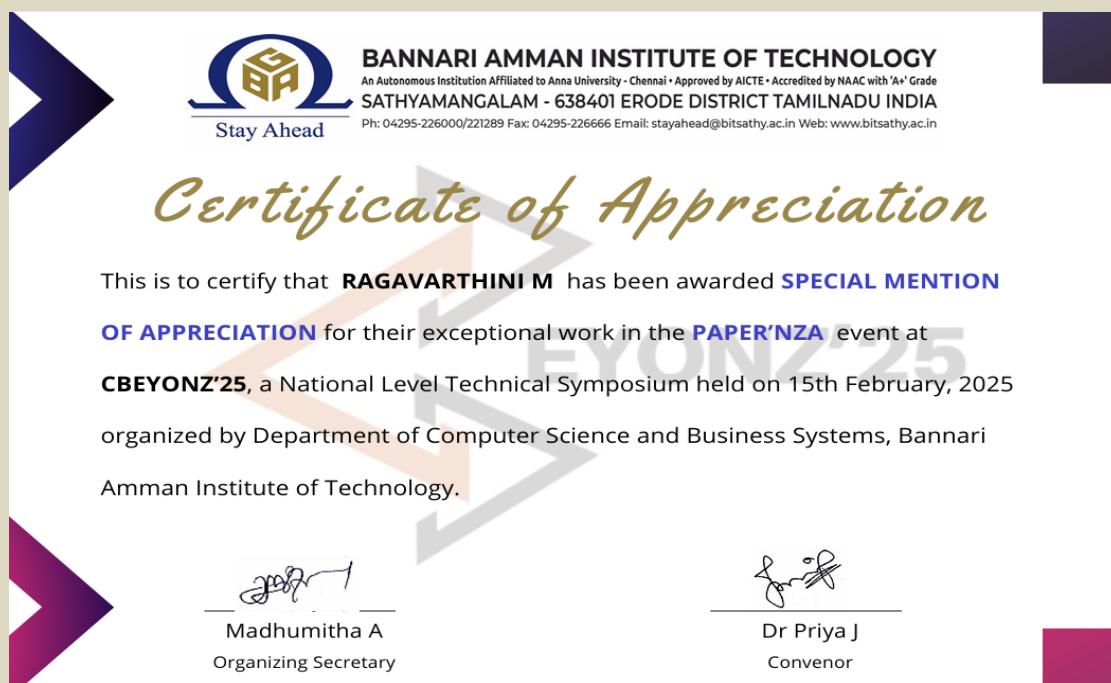 BANNARI AMMAN INSTITUTE OF TECHNOLOGY
An Autonomous Institution Affiliated to Anna University - Chennai • Approved by AICTE • Accredited by NAAC with 'A+' Grade
SATHYAMANGALAM - 638401 ERODE DISTRICT TAMILNADU INDIA
Ph: 04295-226000/221289 Fax: 04295-226666 Email: stayahead@bitsathy.ac.in Web: www.bitsathy.ac.in
GBA
Stay Ahead
Certificate of Appreciation
This is to certify that RAGAVARTHINI M has been awarded SPECIAL MENTION
OF APPRECIATION for their exceptional work in the PAPER’NZA event at
EYONZ’25
CBEYONZ’25, a National Level Technical Symposium held on 15th February, 2025
organized by Department of Computer Science and Business Systems, Bannari
Amman Institute of Technology.
Madhumitha A
Organizing Secretary
Dr Priya J
Convenor